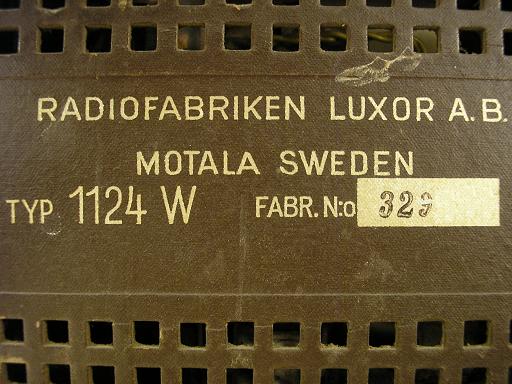 RADIOFABRIKEN LUXOR A.B.
MOTALA SWEDEN
TYP 1124 W FABR. N:o 329